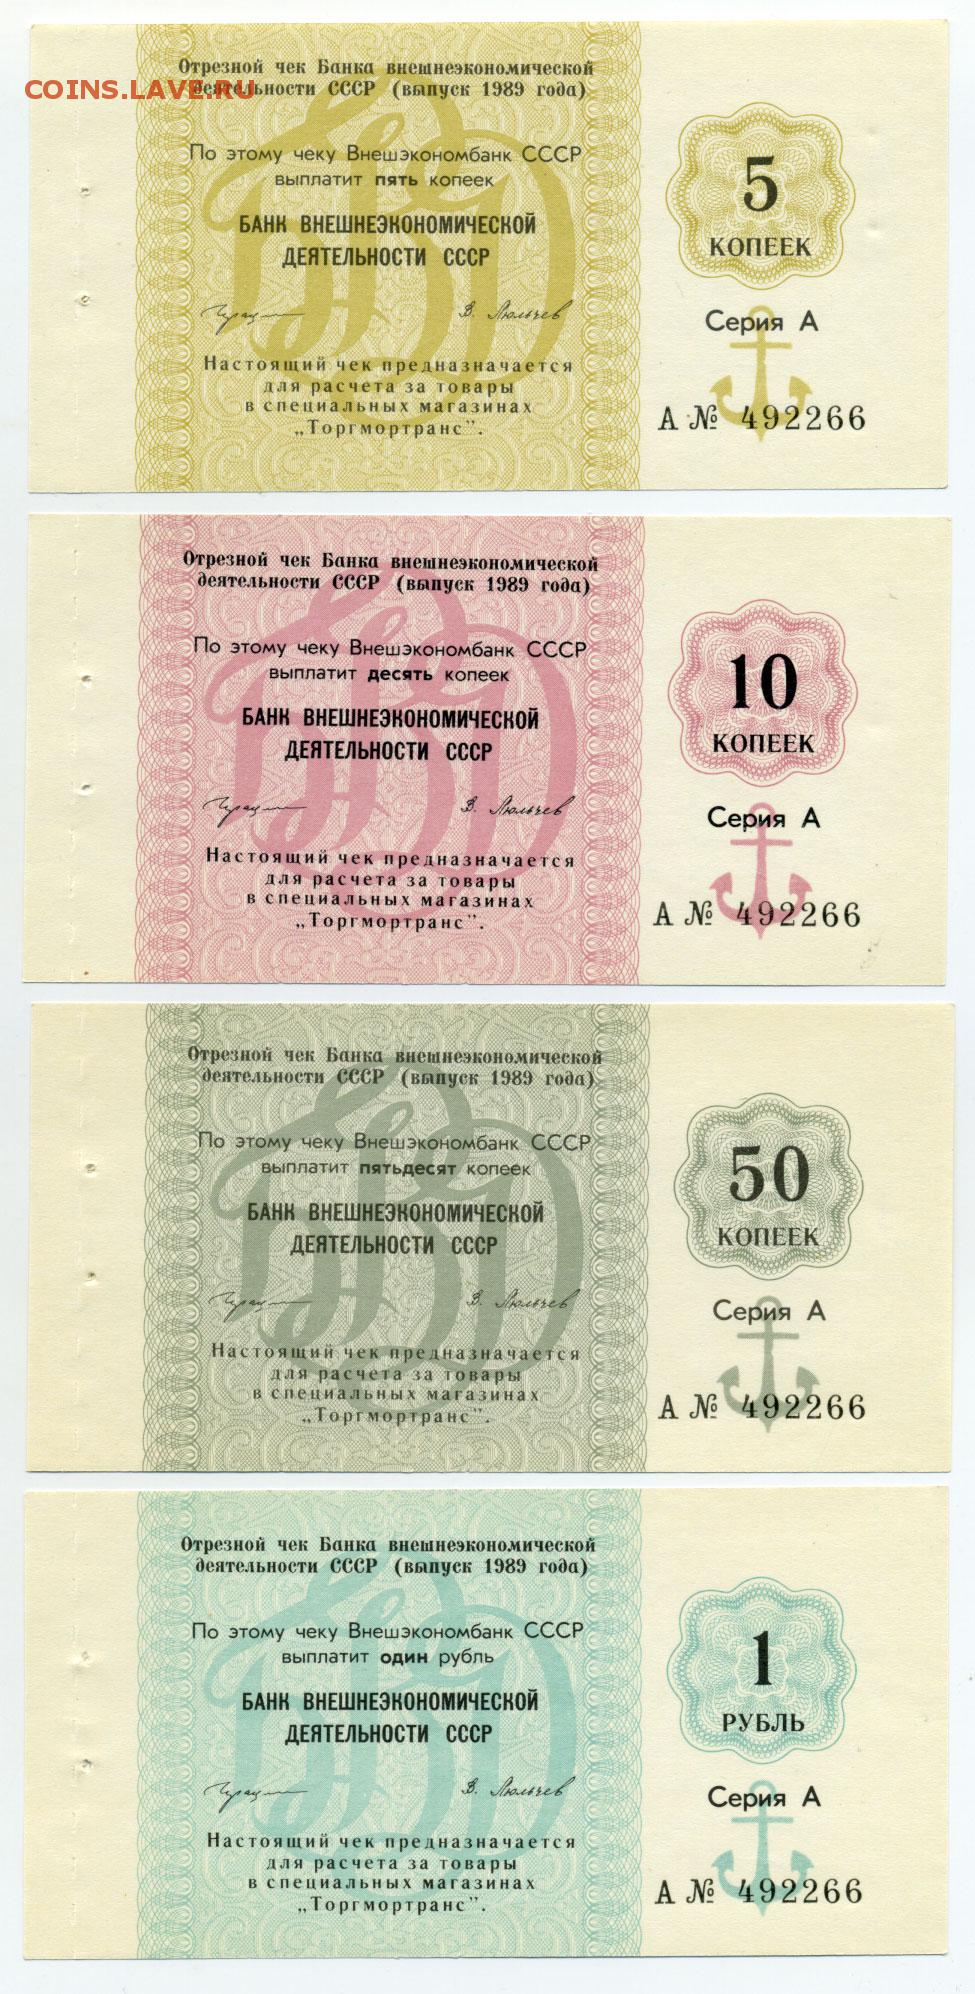 COINS.LAVE.RU
Отрезной чек Банка внешнеэкономической
деятельности СССР (выпуск 1989 года)
По этому чеку Внешэкономбанк СССР
выплатит пять копеек
БАНК ВНЕШНЕЭКОНОМИЧЕСКОЙ
ДЕЯТЕЛЬНОСТИ СССР
В. Люльчев
Настоящий чек предназначается
для расчета за товары
в специальных магазинах
„Торгмортранс”.
5
КОПЕЕК
Серия А
А № 492266
Отрезной чек Банка внешнеэкономической
деятельности СССР (выпуск 1989 года)
По этому чеку Внешэкономбанк СССР
выплатит десять копеек
БАНК ВНЕШНЕЭКОНОМИЧЕСКОЙ
ДЕЯТЕЛЬНОСТИ СССР
В. Люльчев
Настоящий чек предназначается
для расчета за товары
в специальных магазинах
„Торгмортранс”.
10
КОПЕЕК
Серия А
А № 492266
Отрезной чек Банка внешнеэкономической
деятельности СССР (выпуск 1989 года)
По этому чеку Внешэкономбанк СССР
выплатит пятьдесят копеек
БАНК ВНЕШНЕЭКОНОМИЧЕСКОЙ
ДЕЯТЕЛЬНОСТИ СССР
В. Люльчев
Настоящий чек предназначается
для расчета за товары
в специальных магазинах
„Торгмортранс”.
50
КОПЕЕК
Серия А
А № 492266
Отрезной чек Банка внешнеэкономической
деятельности СССР (выпуск 1989 года)
По этому чеку Внешэкономбанк СССР
выплатит один рубль
БАНК ВНЕШНЕЭКОНОМИЧЕСКОЙ
ДЕЯТЕЛЬНОСТИ СССР
В. Люльчев
Настоящий чек предназначается
для расчета за товары
в специальных магазинах
„Торгмортранс”.
1
РУБЛЬ
Серия А
А № 492266